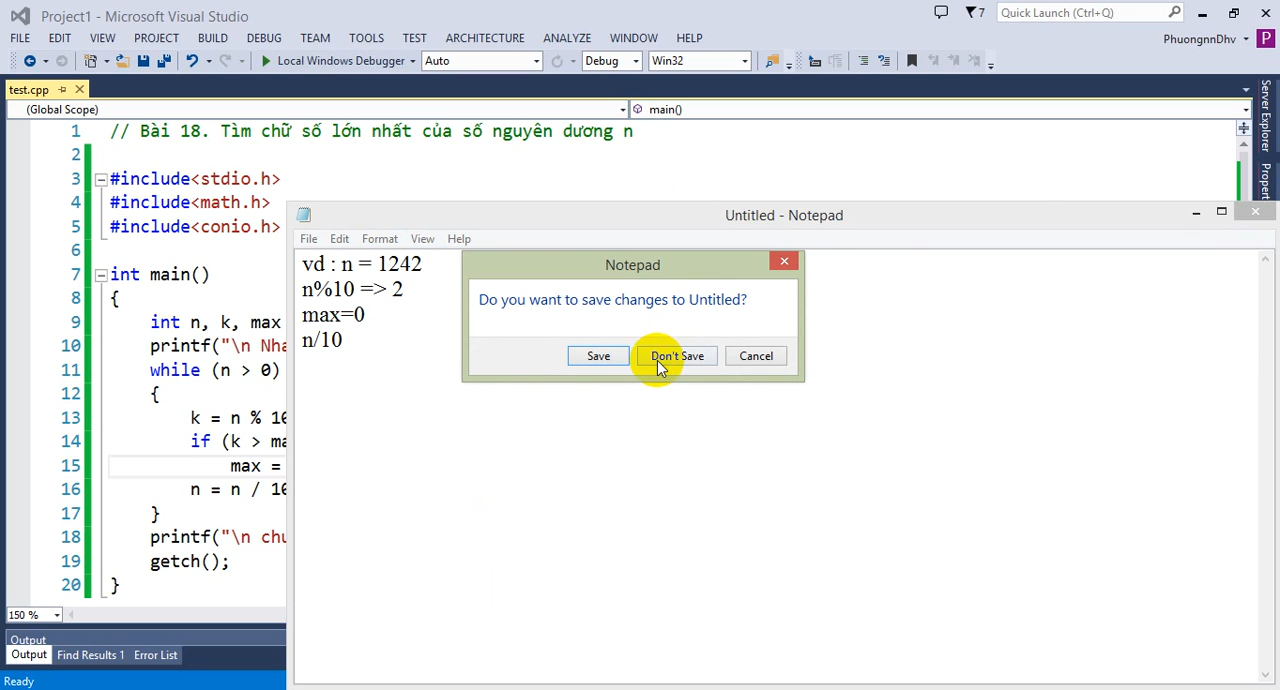 Project1 - Microsoft Visual Studio
7
Quick Launch (Ctrl+Q)
FILE EDIT VIEW PROJECT BUILD DEBUG TEAM TOOLS TEST ARCHITECTURE ANALYZE WINDOW HELP
PhuongnnDhv
P
Local Windows Debugger
Auto
Debug
Win32
test.cpp
(Global Scope)
main()
Server Explorer
Propert
1 // Bài 18. Tìm chữ số lớn nhất của số nguyên dương n
2
3 #include<stdio.h>
4 #include<math.h>
5 #include<conio.h>
6
7 int main()
8 {
9 int n, k, max
10 printf("\n Nha
11 while (n > 0)
12 {
13 k = n % 10
14 if (k > ma
15 max =
16 n = n / 10
17 }
18 printf("\n chu
19 getch();
20 }
150 %
Output
Output Find Results 1 Error List
Ready
Untitled - Notepad
File Edit Format View Help
vd : n = 1242
n%10 => 2
max=0
n/10
Notepad
Do you want to save changes to Untitled?
Save Don't Save Cancel